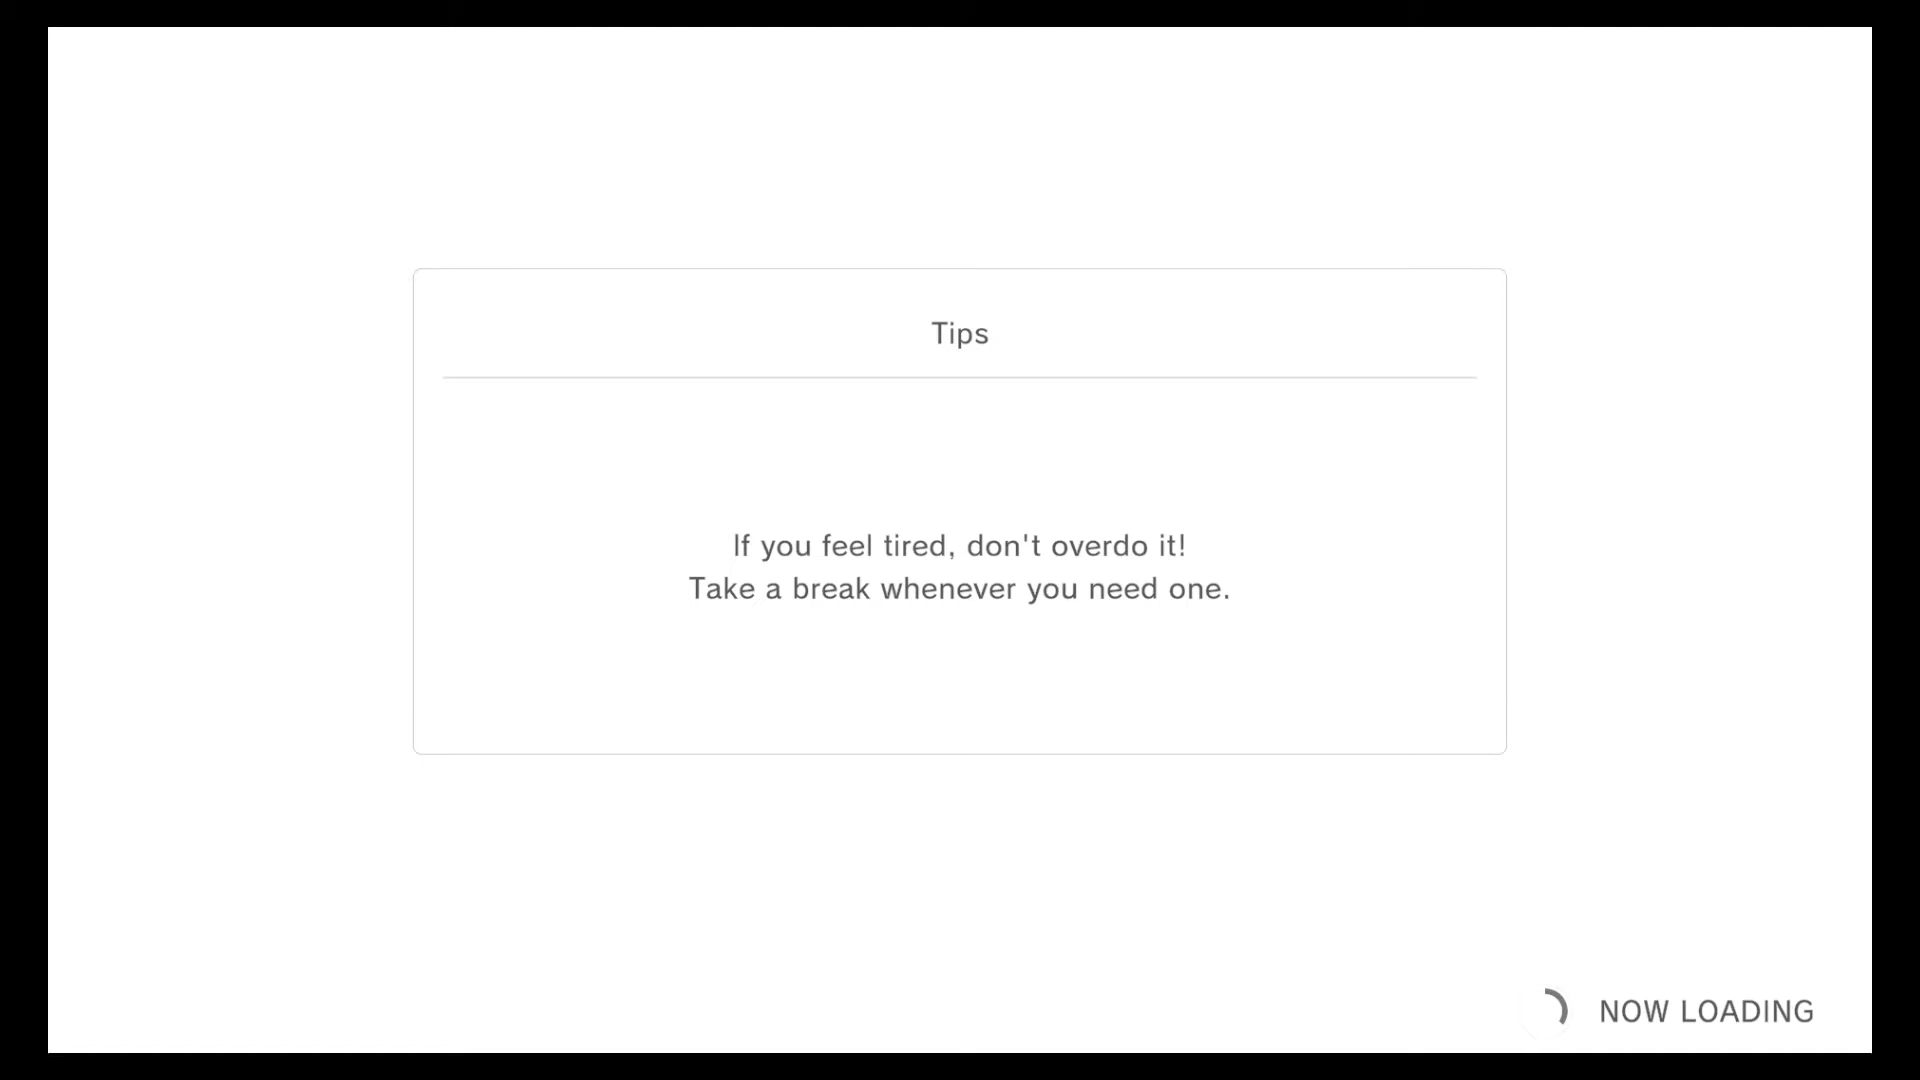 Tips
If you feel tired, don't overdo it!
Take a break whenever you need one.
NOW LOADING